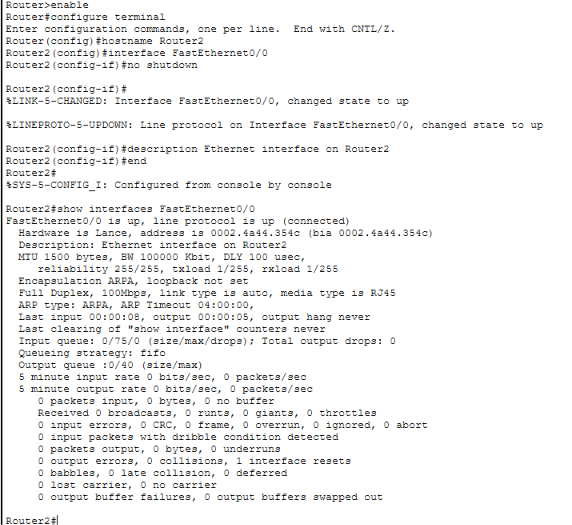 Router>enable
Router#configure terminal
Enter configuration commands, one per line.  End with CNTL/Z.
Router(config)#hostname Router2
Router2(config)#interface FastEthernet0/0
Router2(config-if)#no shutdown
Router2(config-if)#
%LINK-5-CHANGED: Interface FastEthernet0/0, changed state to up
%LINEPROTO-5-UPDOWN: Line protocol on Interface FastEthernet0/0, changed state to up
Router2(config-if)#description Ethernet interface on Router2
Router2(config-if)#end
Router2#
%SYS-5-CONFIG_I: Configured from console by console
Router2#show interfaces FastEthernet0/0
FastEthernet0/0 is up, line protocol is up (connected)
  Hardware is Lance, address is 0002.4a44.354c (bia 0002.4a44.354c)
  Description: Ethernet interface on Router2
  MTU 1500 bytes, BW 100000 Kbit, DLY 100 usec,
     reliability 255/255, txload 1/255, rxload 1/255
  Encapsulation ARPA, loopback not set
  Full Duplex, 100Mbps, link type is auto, media type is RJ45
  ARP type: ARPA, ARP Timeout 04:00:00,
  Last input 00:00:08, output 00:00:05, output hang never
  Last clearing of "show interface" counters never
  Input queue: 0/75/0 (size/max/drops); Total output drops: 0
  Queueing strategy: fifo
  Output queue :0/40 (size/max)
  5 minute input rate 0 bits/sec, 0 packets/sec
  5 minute output rate 0 bits/sec, 0 packets/sec
     0 packets input, 0 bytes, 0 no buffer
     Received 0 broadcasts, 0 runts, 0 giants, 0 throttles
     0 input errors, 0 CRC, 0 frame, 0 overrun, 0 ignored, 0 abort
     0 input packets with dribble condition detected
     0 packets output, 0 bytes, 0 underruns
     0 output errors, 0 collisions, 1 interface resets
     0 babbles, 0 late collision, 0 deferred
     0 lost carrier, 0 no carrier
     0 output buffer failures, 0 output buffers swapped out
Router2#